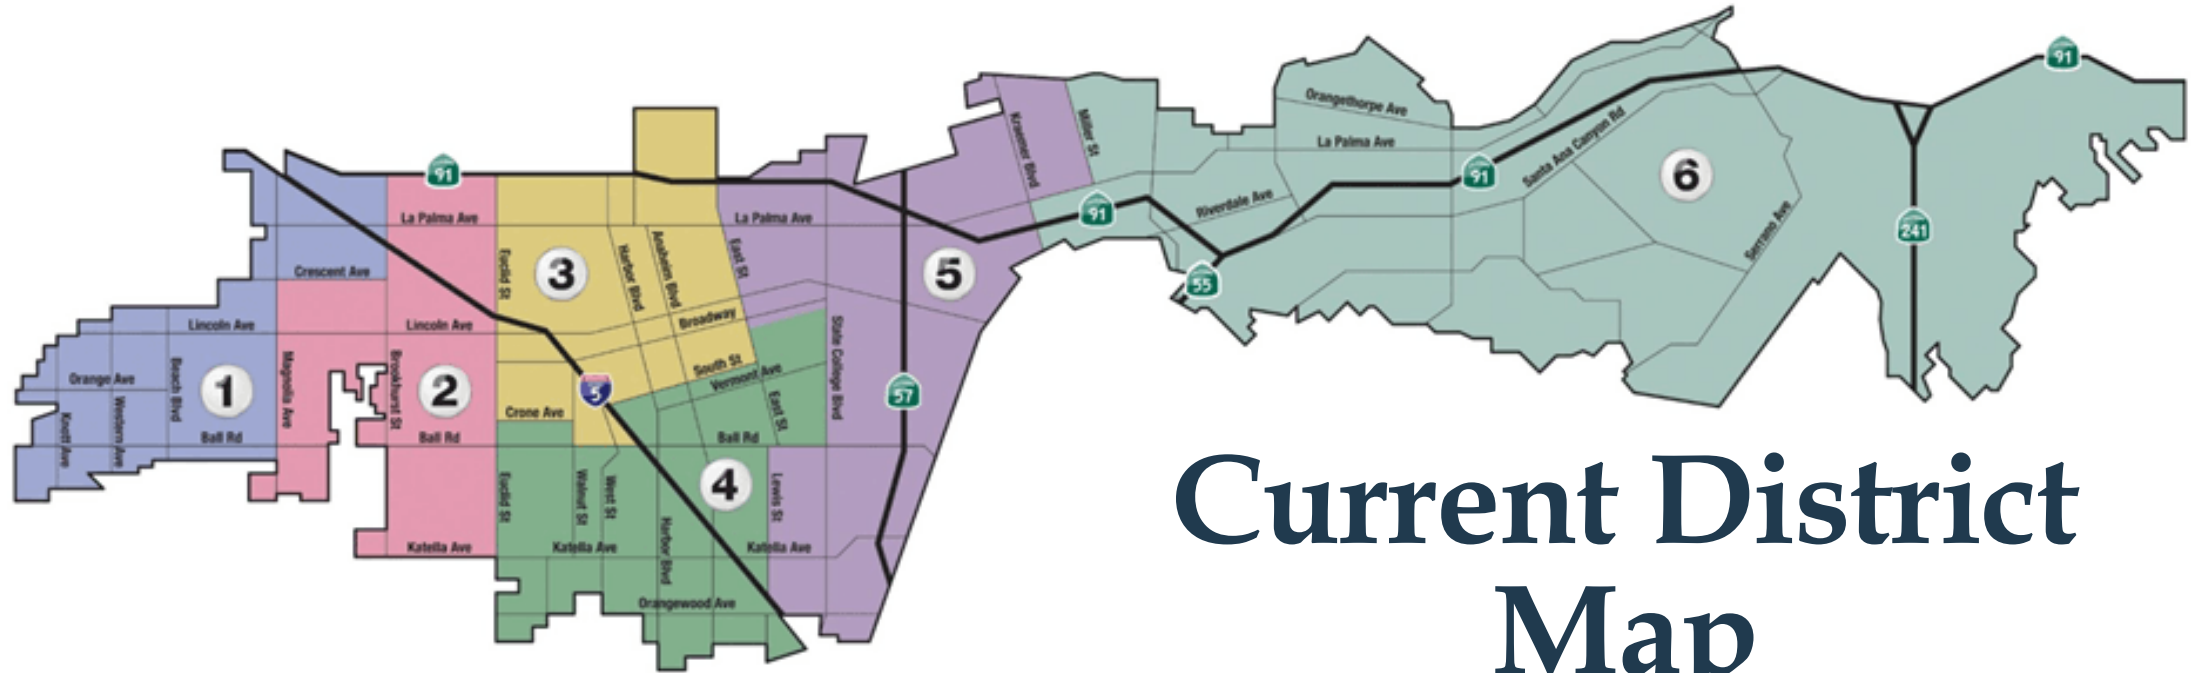 91
Orangethorpe Ave
La Palma Ave
Miller St
Kraemer Blvd
Santa Ana Canyon Rd
91
6
91
La Palma Ave
La Palma Ave
Riverdale Ave
91
Serrano Ave
241
Crescent Ave
Euclid St
3
Harbor Blvd
Anaheim Blvd
East St
5
55
Lincoln Ave
Lincoln Ave
Broadway
State College Blvd
Orange Ave
Beach Blvd
1
Magnolia Ave
Brookhurst St
2
5
South St
Vermont Ave
57
Knott Ave
Western Ave
Crone Ave
East St
Ball Rd
Ball Rd
Ball Rd
Euclid St
Walnut St
West St
4
Lewis St
Harbor Blvd
Katella Ave
Katella Ave
Katella Ave
Orangewood Ave
Current District
Map